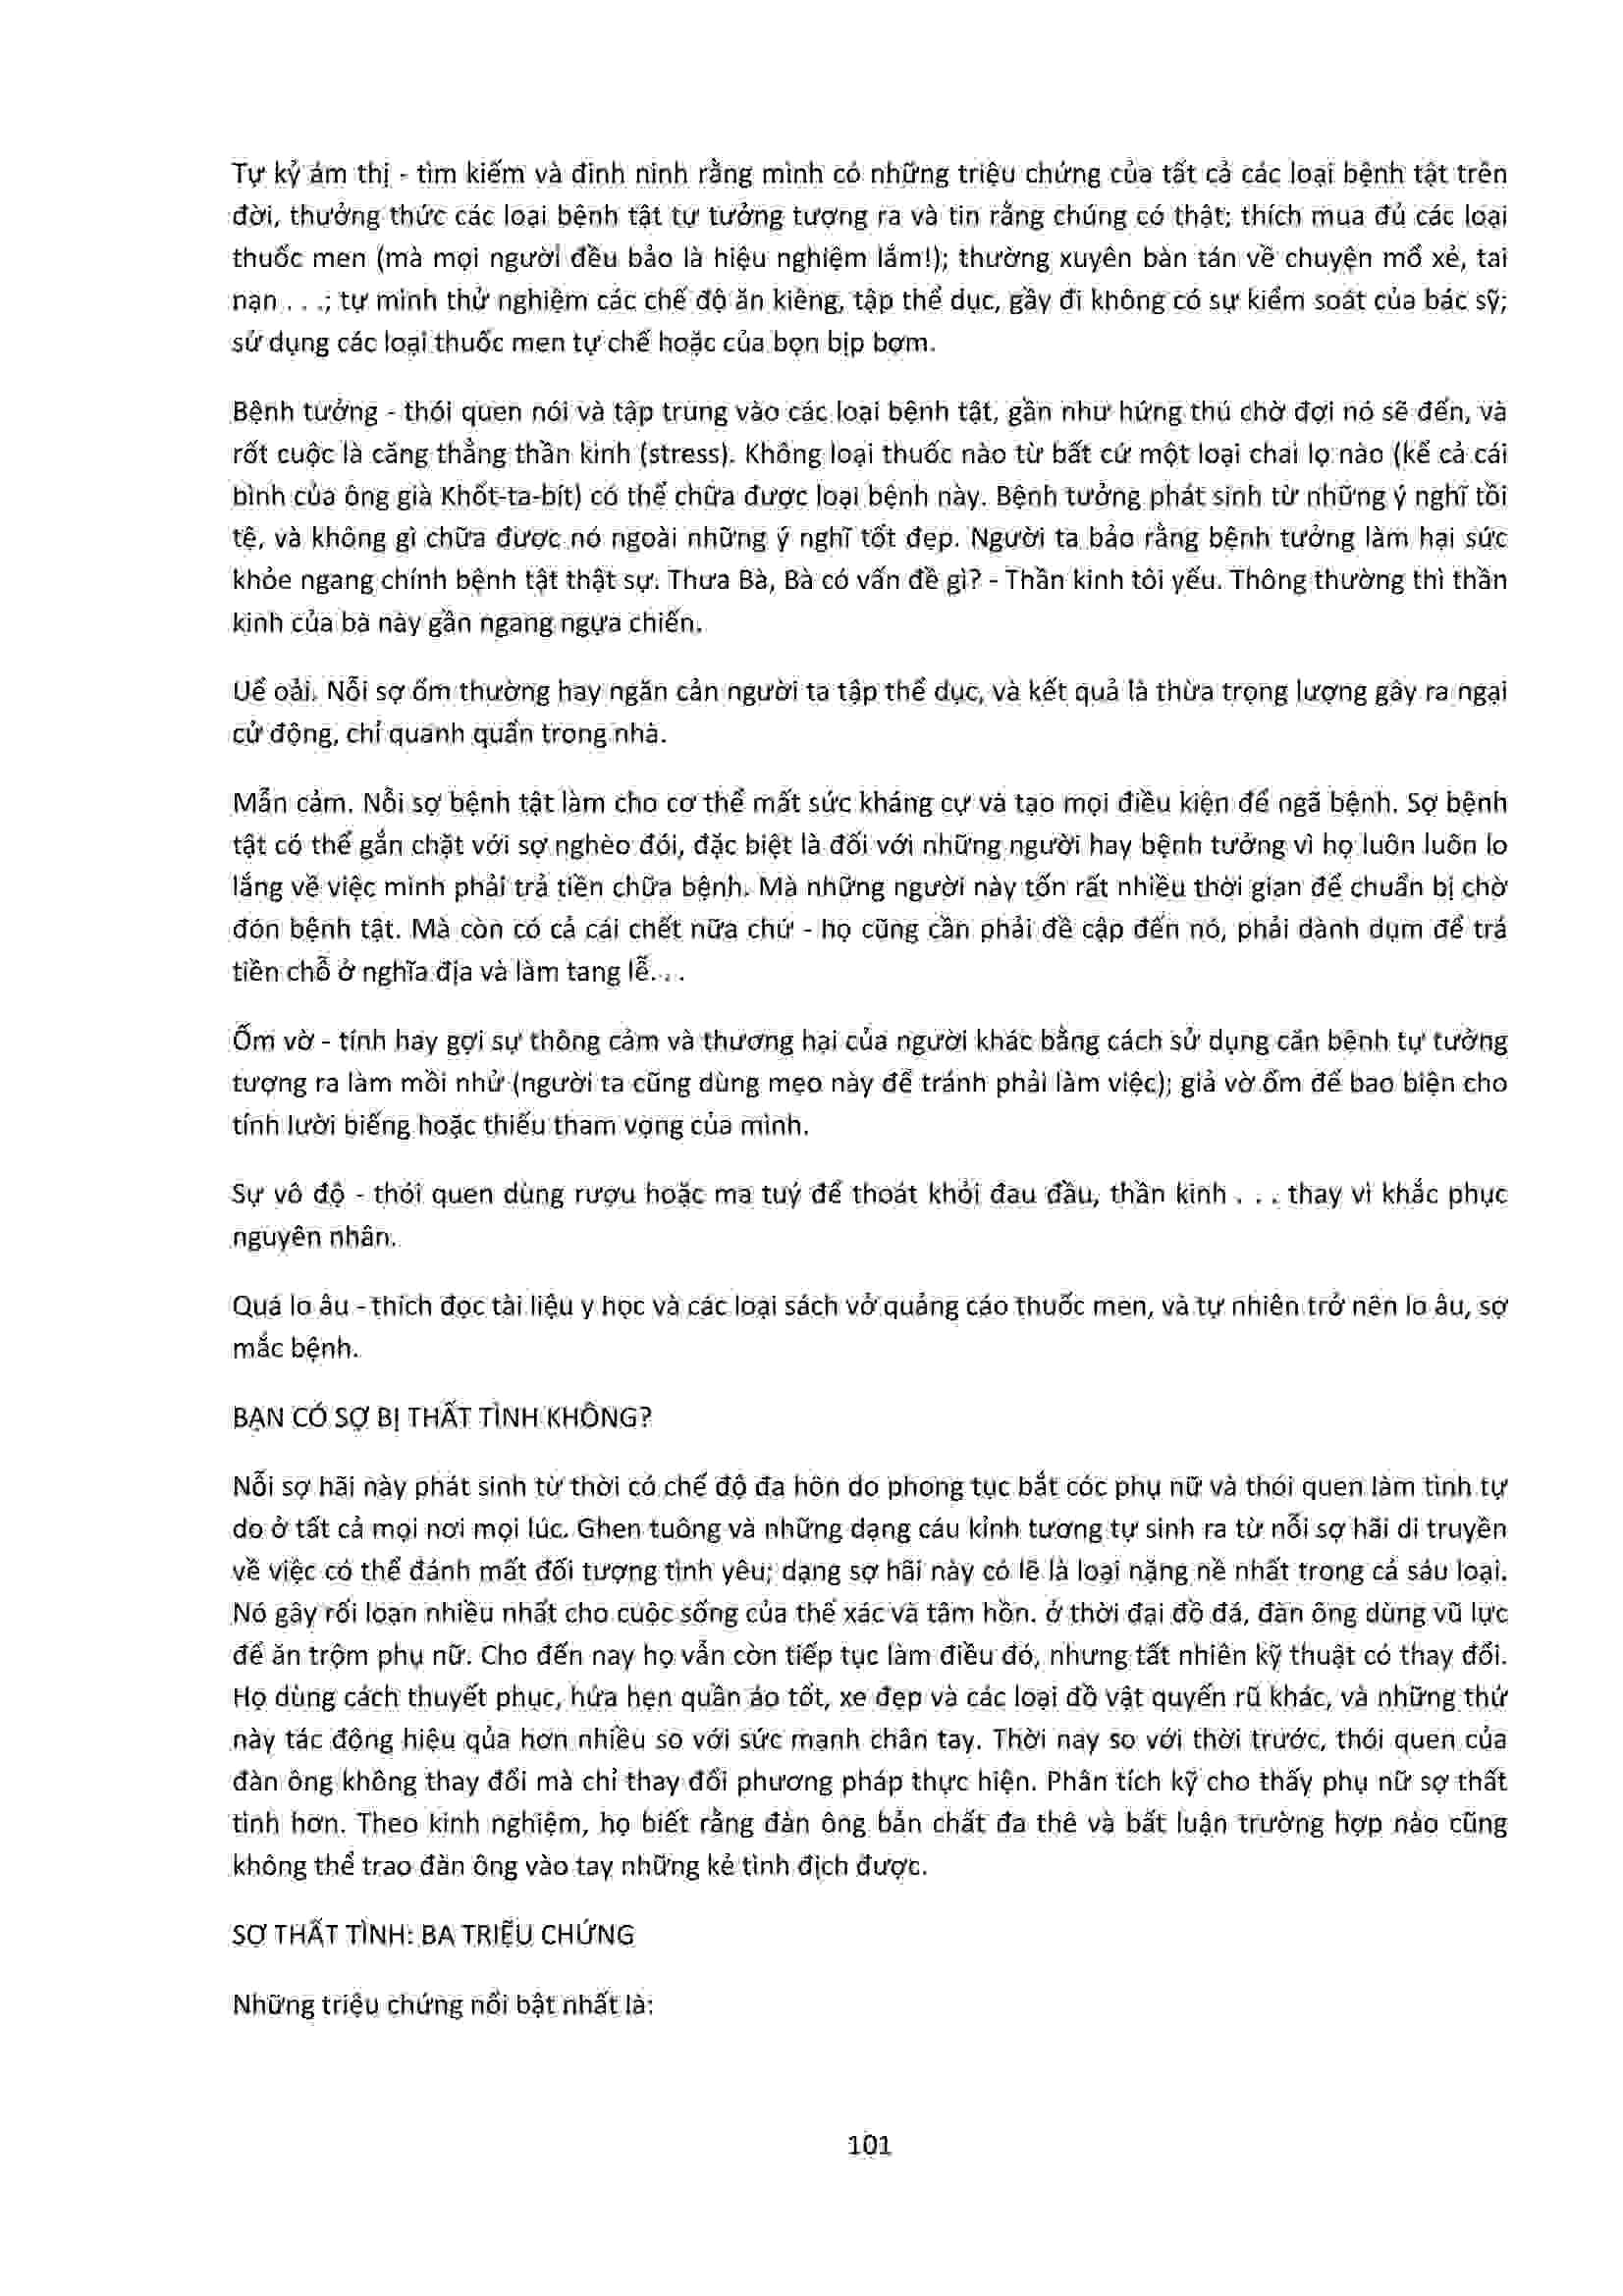 Tự kỷ ám thị - tìm kiếm và đinh ninh rằng mình có những triệu chứng của tất cả các loại bệnh tật trên
đời, thưởng thức các loại bệnh tật tự tưởng tượng ra và tin rằng chúng có thật; thích mua đủ các loại
thuốc men (mà mọi người đều bảo là hiệu nghiệm lắm!); thường xuyên bàn tán về chuyện mổ xẻ, tai
nạn . . .; tự mình thử nghiệm các chế độ ăn kiêng, tập thể dục, gầy đi không có sự kiểm soát của bác sỹ;
sử dụng các loại thuốc men tự chế hoặc của bọn bịp bợm.
Bệnh tưởng - thói quen nói và tập trung vào các loại bệnh tật, gần như hứng thú chờ đợi nó sẽ đến, và
rốt cuộc là căng thẳng thần kinh (stress). Không loại thuốc nào từ bất cứ một loại chai lọ nào (kể cả cái
bình của ông già Khốt-ta-bít) có thể chữa được loại bệnh này. Bệnh tưởng phát sinh từ những ý nghĩ tồi
tệ, và không gì chữa được nó ngoài những ý nghĩ tốt đẹp. Người ta bảo rằng bệnh tưởng làm hại sức
khỏe ngang chính bệnh tật thật sự. Thưa Bà, Bà có vấn đề gì? - Thần kinh tôi yếu. Thông thường thì thần
kinh của bà này gần ngang ngựa chiến.
Uể oải. Nỗi sợ ốm thường hay ngăn cản người ta tập thể dục, và kết quả là thừa trọng lượng gây ra ngại
cử động, chỉ quanh quẩn trong nhà.
Mẫn cảm. Nỗi sợ bệnh tật làm cho cơ thể mất sức kháng cự và tạo mọi điều kiện để ngã bệnh. Sợ bệnh
tật có thể gắn chặt với sợ nghèo đói, đặc biệt là đối với những người hay bệnh tưởng vì họ luôn luôn lo
lắng về việc mình phải trả tiền chữa bệnh. Mà những người này tốn rất nhiều thời gian để chuẩn bị chờ
đón bệnh tật. Mà còn có cả cái chết nữa chứ - họ cũng cần phải đề cập đến nó, phải dành dụm để trả
tiền chỗ ở nghĩa địa và làm tang lễ. . .
Ốm vờ - tính hay gợi sự thông cảm và thương hại của người khác bằng cách sử dụng căn bệnh tự tưởng
tượng ra làm mồi nhử (người ta cũng dùng mẹo này để tránh phải làm việc); giả vờ ốm để bao biện cho
tính lười biếng hoặc thiếu tham vọng của mình.
Sự vô độ - thói quen dùng rượu hoặc ma tuý để thoát khỏi đau đầu, thần kinh . . . thay vì khắc phục
nguyên nhân.
Quá lo âu - thích đọc tài liệu y học và các loại sách vở quảng cáo thuốc men, và tự nhiên trở nên lo âu, sợ
mắc bệnh.
BẠN CÓ SỢ BỊ THẤT TÌNH KHÔNG?
Nỗi sợ hãi này phát sinh từ thời có chế độ đa hôn do phong tục bắt cóc phụ nữ và thói quen làm tình tự
do ở tất cả mọi nơi mọi lúc. Ghen tuông và những dạng cáu kỉnh tương tự sinh ra từ nỗi sợ hãi di truyền
về việc có thể đánh mất đối tượng tình yêu; dạng sợ hãi này có lẽ là loại nặng nề nhất trong cả sáu loại.
Nó gây rối loạn nhiều nhất cho cuộc sống của thể xác và tâm hồn. ở thời đại đồ đá, đàn ông dùng vũ lực
để ăn trộm phụ nữ. Cho đến nay họ vẫn còn tiếp tục làm điều đó, nhưng tất nhiên kỹ thuật có thay đổi.
Họ dùng cách thuyết phục, hứa hẹn quần áo tốt, xe đẹp và các loại đồ vật quyến rũ khác, và những thứ
này tác động hiệu qủa hơn nhiều so với sức mạnh chân tay. Thời nay so với thời trước, thói quen của
đàn ông không thay đổi mà chỉ thay đổi phương pháp thực hiện. Phân tích kỹ cho thấy phụ nữ sợ thất
tình hơn. Theo kinh nghiệm, họ biết rằng đàn ông bản chất đa thê và bất luận trường hợp nào cũng
không thể trao đàn ông vào tay những kẻ tình địch được.
SỢ THẤT TÌNH: BA TRIỆU CHỨNG
Những triệu chứng nổi bật nhất là:
101